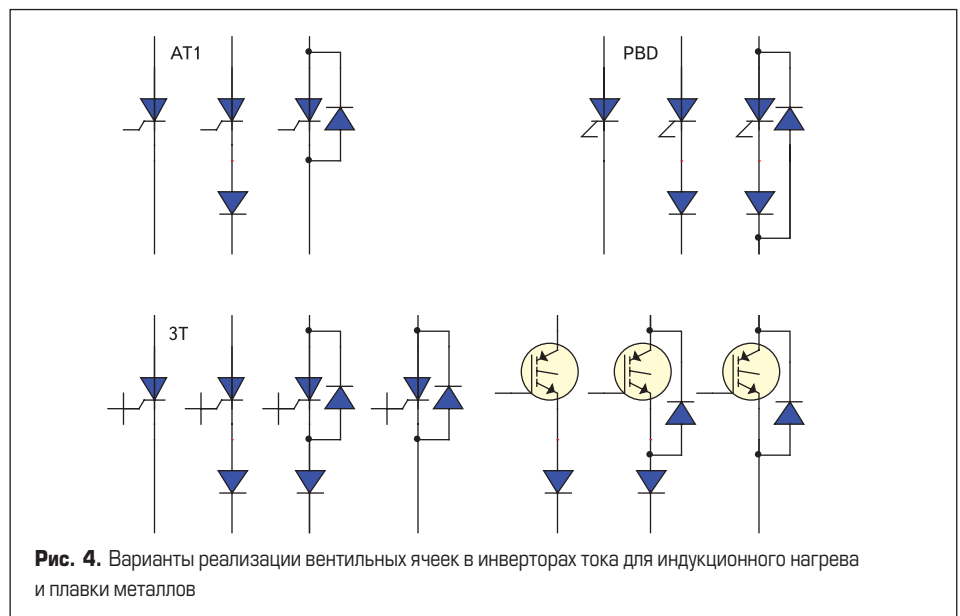 AT1
PBD
3T
Рис. 4. Варианты реализации вентильных ячеек в инверторах тока для индукционного нагрева
и плавки металлов